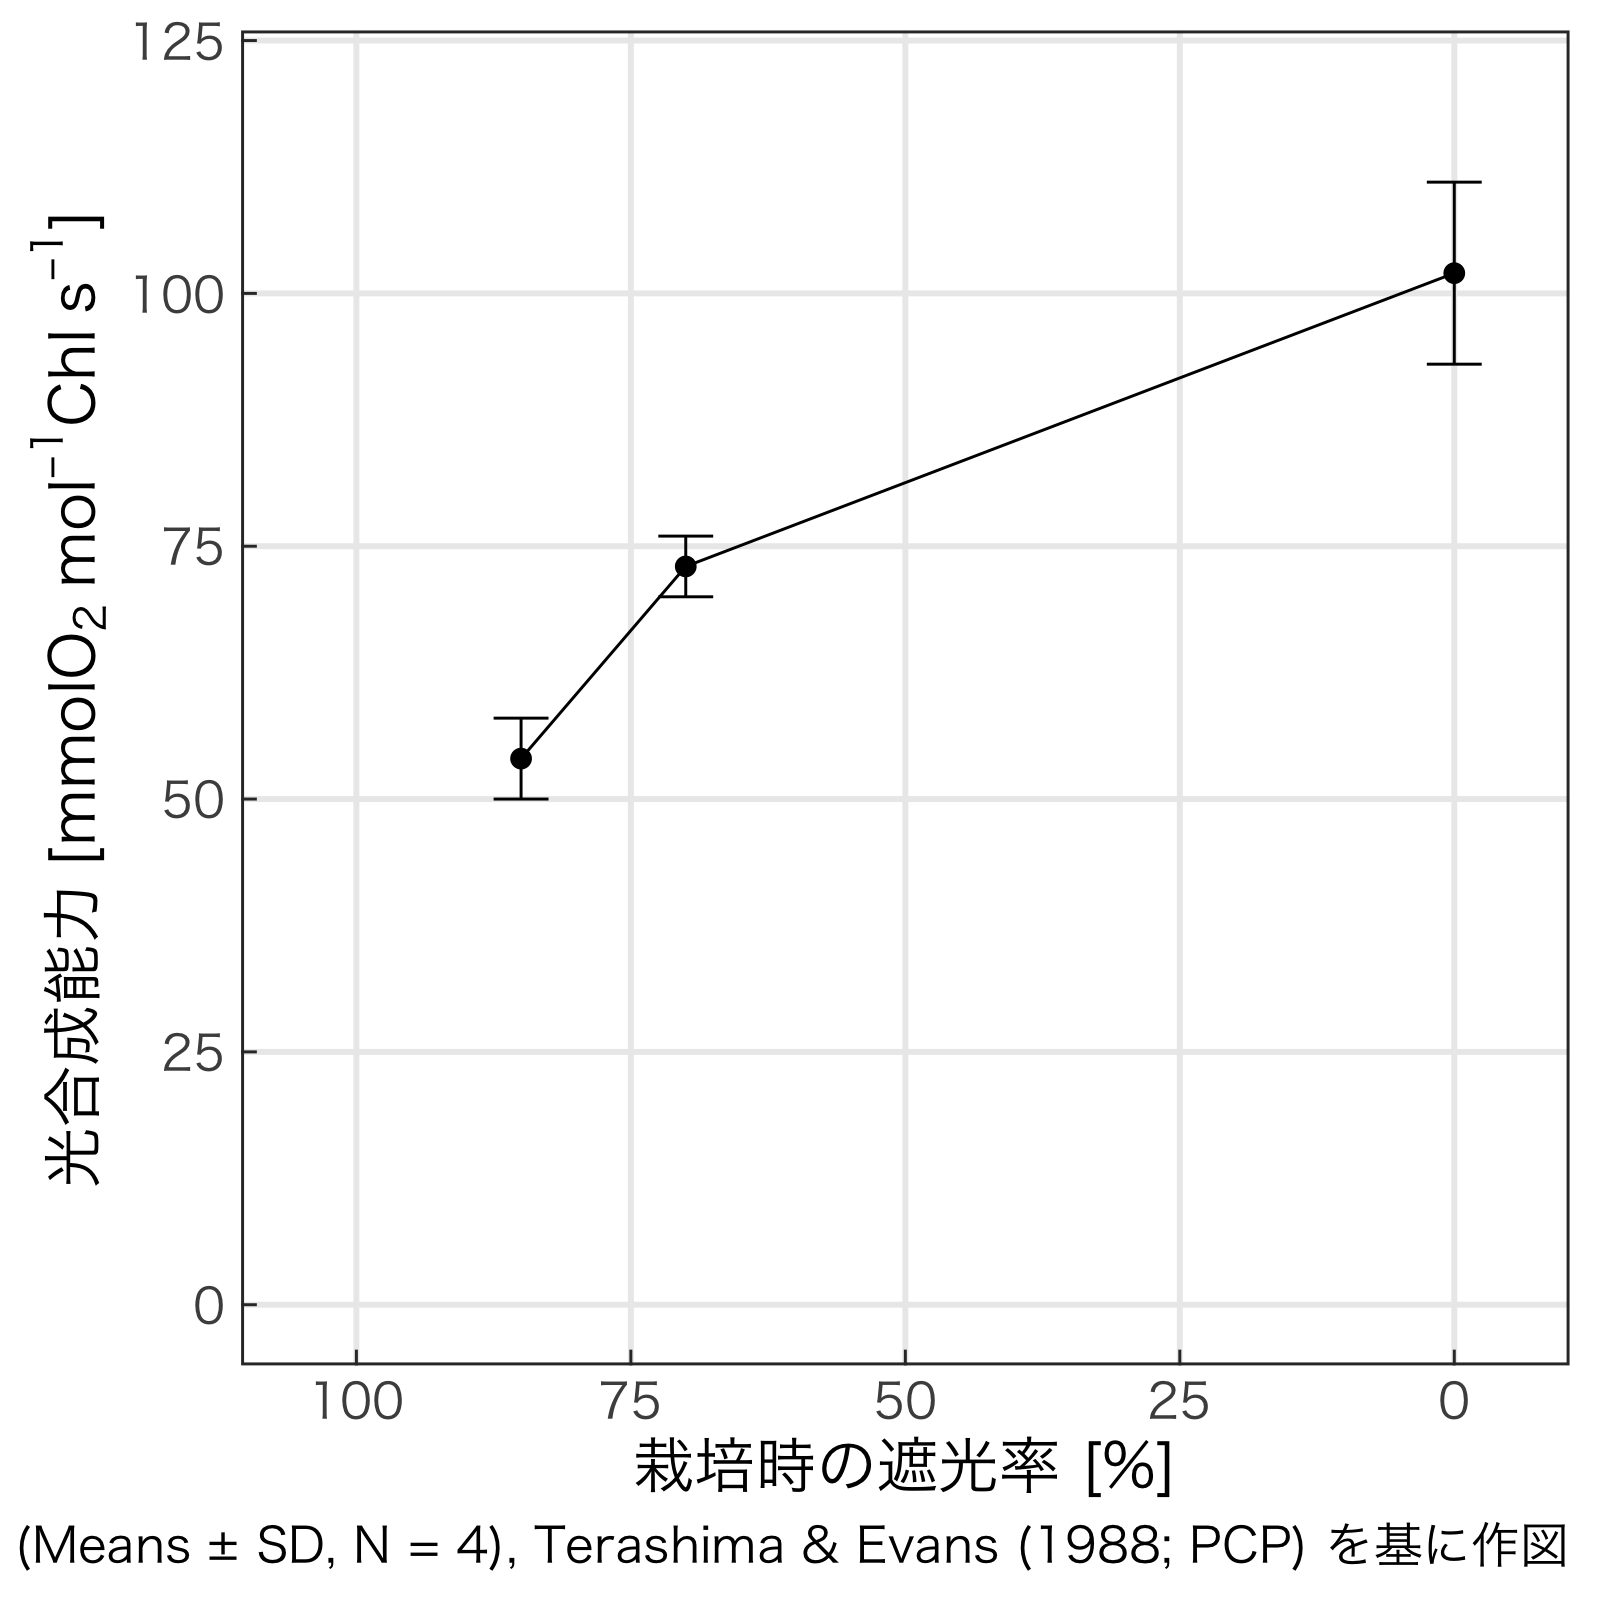 光合成能力 [mmolO₂ mol⁻¹Chl s⁻¹]
125
100
75
50
25
0
100 75 50 25 0
栽培時の遮光率 [%]
(Means ± SD, N = 4), Terashima & Evans (1988; PCP) を基に作図